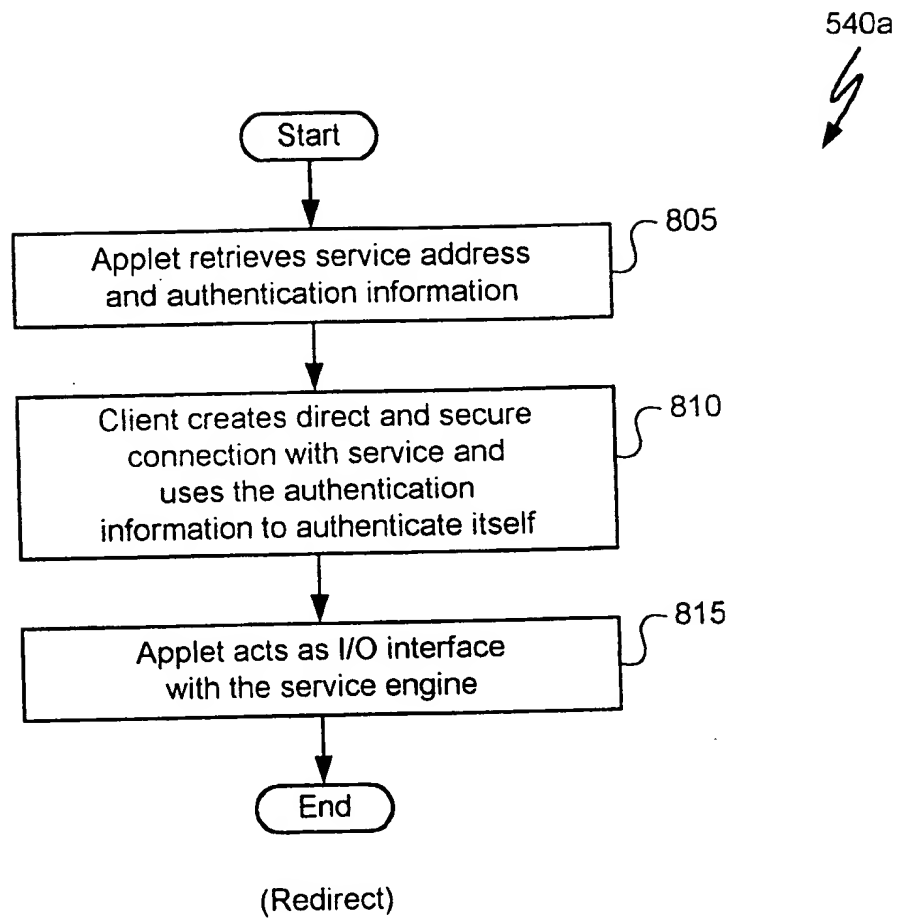 540a
Start
805
Applet retrieves service address
and authentication information
810
Client creates direct and secure
connection with service and
uses the authentication
information to authenticate itself
815
Applet acts as I/O interface
with the service engine
End
(Redirect)